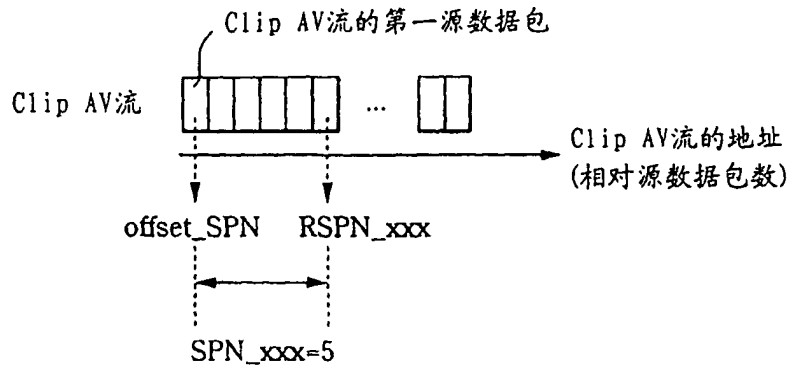 Clip AV流的第一源数据包
Clip AV流
...
Clip AV流的地址
(相对源数据包数)
offset_SPN RSPN_xxx
SPN_xxx=5